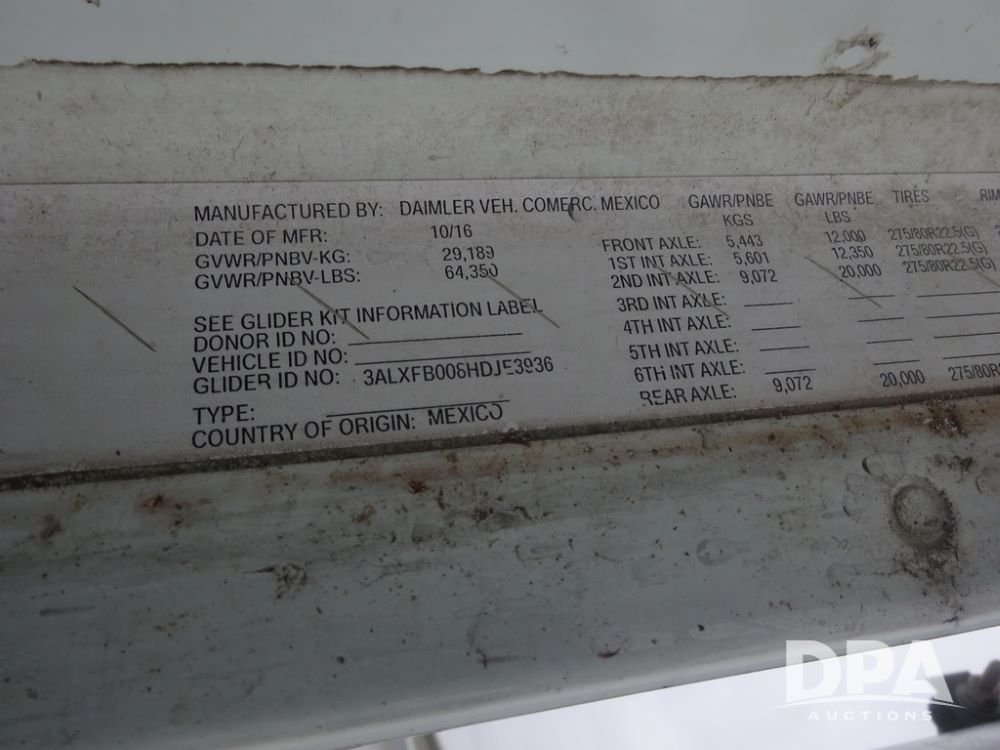 MANUFACTURED BY: DAIMLER VEH. COMERC. MEXICO
DATE OF MFR: 10/16
GVWR/PNBV-KG: 29,189
GVWR/PNBV-LBS: 64,350
SEE GLIDER KIT INFORMATION LABEL
DONOR ID NO:
VEHICLE ID NO:
GLIDER ID NO: 3ALXFB006HDJE3936
TYPE:
COUNTRY OF ORIGIN: MEXICO
GAWR/PNBE KGS GAWR/PNBE LBS TIRES RIM
FRONT AXLE: 5,443 12,000 275/80R22.5(G)
1ST INT AXLE: 5,601 12,350 275/80R22.5(G)
2ND INT AXLE: 9,072 20,000 275/80R22.5(G)
3RD INT AXLE:
4TH INT AXLE:
5TH INT AXLE:
6TH INT AXLE:
REAR AXLE: 9,072 20,000 275/80R
DPA
AUCTIONS